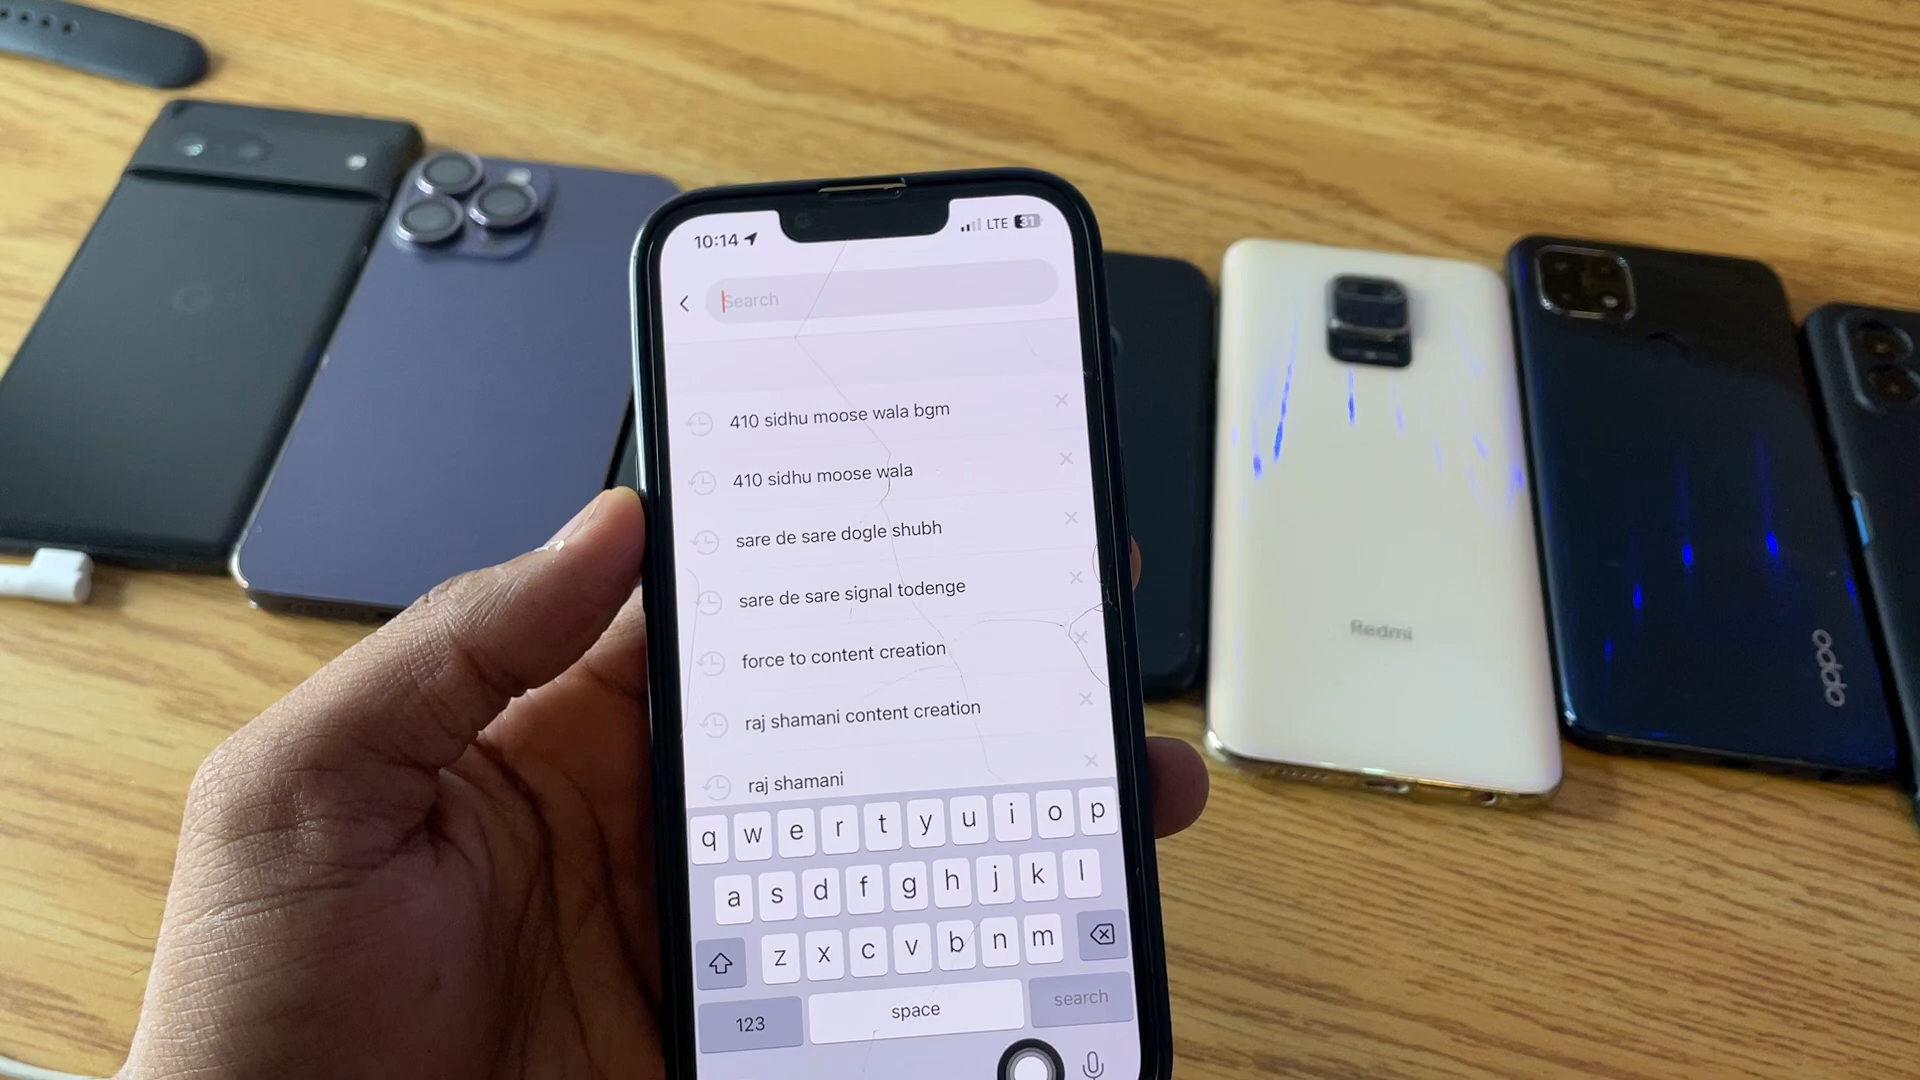 10:14
LTE 31
Search
410 sidhu moose wala bgm
410 sidhu moose wala
sare de sare dogle shubh
sare de sare signal todenge
force to content creation
raj shamani content creation
raj shamani
q w e r t y u i o p
a s d f g h j k l
z x c v b n m
123 space search
Redmi
oppo